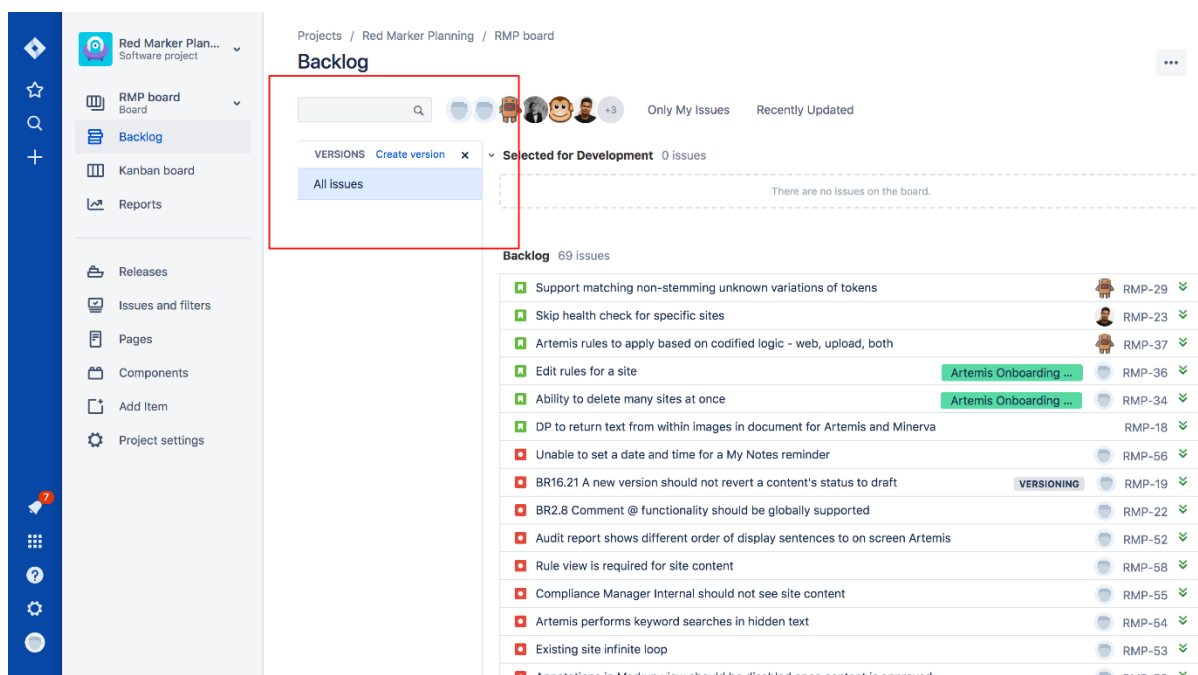 Red Marker Plan...
Software project
RMP board
Board
Backlog
Kanban board
Reports
Releases
Issues and filters
Pages
Components
Add Item
Project settings
7
Projects / Red Marker Planning / RMP board
Backlog
+3 Only My Issues Recently Updated
VERSIONS Create version
All issues
Selected for Development 0 issues
There are no issues on the board.
Backlog 69 issues
Support matching non-stemming unknown variations of tokens RMP-29
Skip health check for specific sites RMP-23
Artemis rules to apply based on codified logic - web, upload, both RMP-37
Edit rules for a site Artemis Onboarding ... RMP-36
Ability to delete many sites at once Artemis Onboarding ... RMP-34
DP to return text from within images in document for Artemis and Minerva RMP-18
Unable to set a date and time for a My Notes reminder RMP-56
BR16.21 A new version should not revert a content's status to draft VERSIONING RMP-19
BR2.8 Comment @ functionality should be globally supported RMP-22
Audit report shows different order of display sentences to on screen Artemis RMP-52
Rule view is required for site content RMP-58
Compliance Manager Internal should not see site content RMP-55
Artemis performs keyword searches in hidden text RMP-54
Existing site infinite loop RMP-53